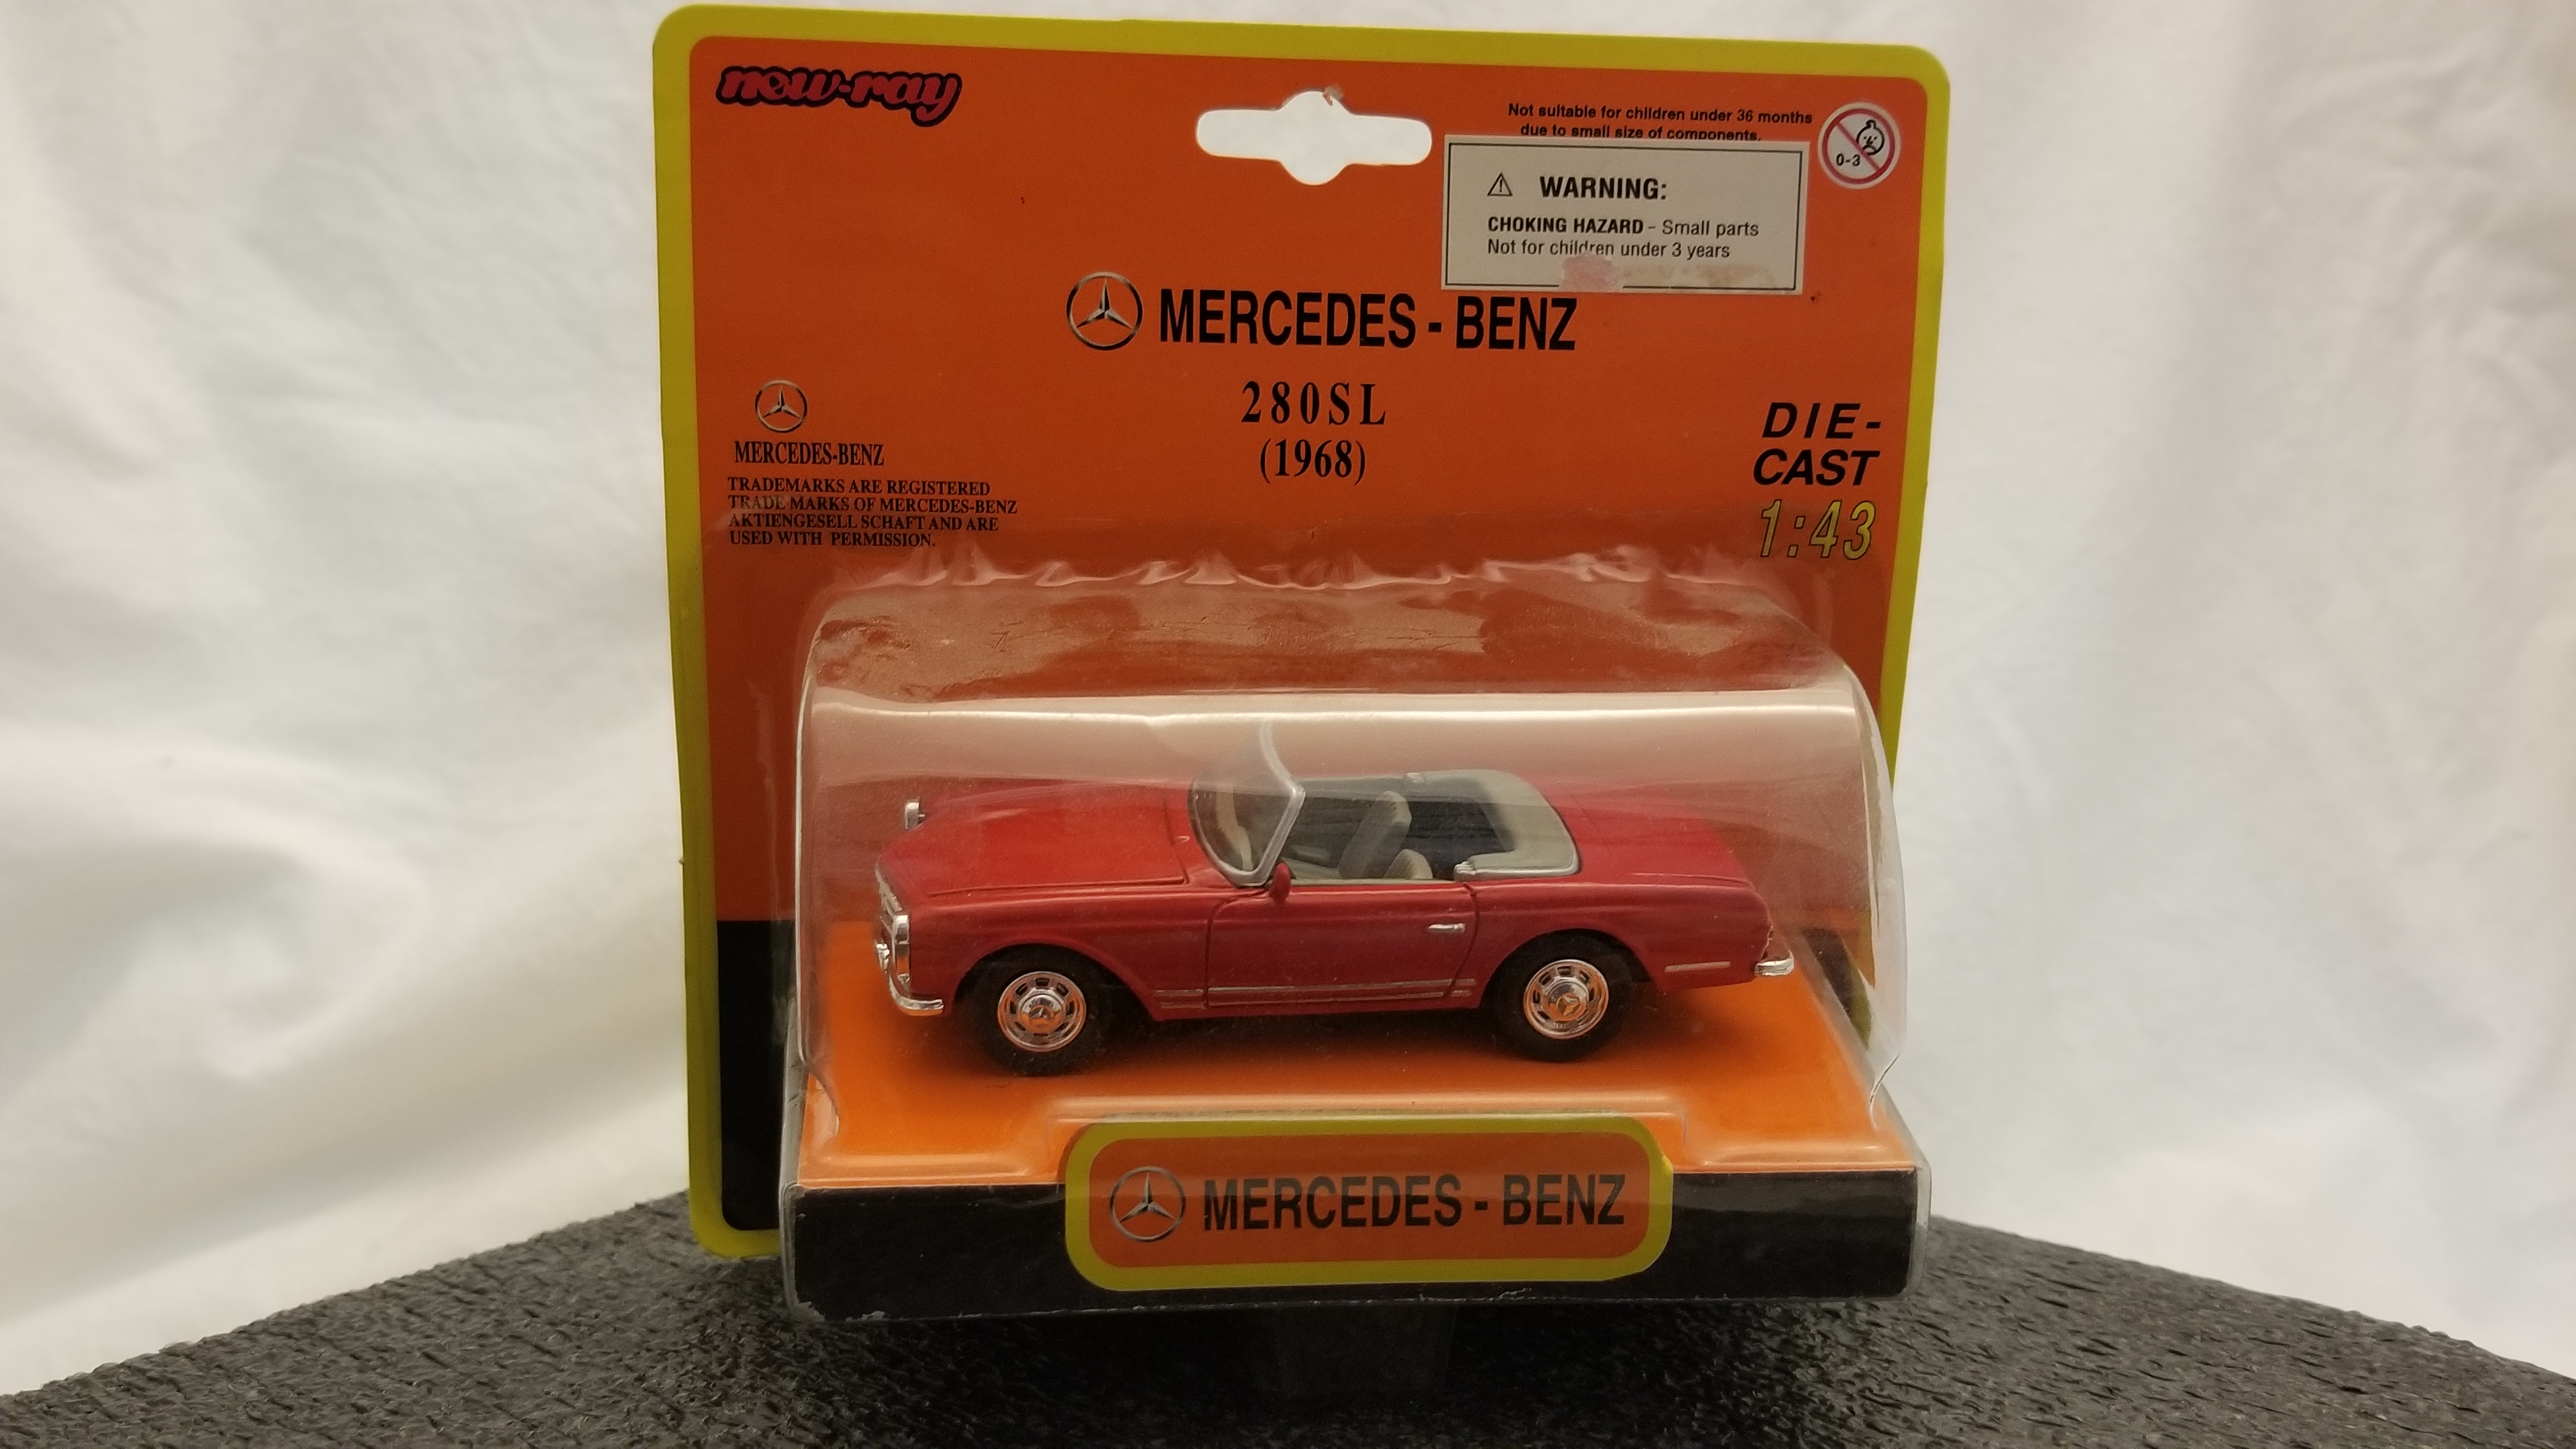 new-ray
Not suitable for children under 36 months
due to small size of components.
0-3
⚠ WARNING:
CHOKING HAZARD – Small parts
Not for children under 3 years
MERCEDES - BENZ
280SL
(1968)
MERCEDES-BENZ
TRADEMARKS ARE REGISTERED
TRADE MARKS OF MERCEDES-BENZ
AKTIENGESELL SCHAFT AND ARE
USED WITH PERMISSION.
DIE-
CAST
1:43
MERCEDES - BENZ